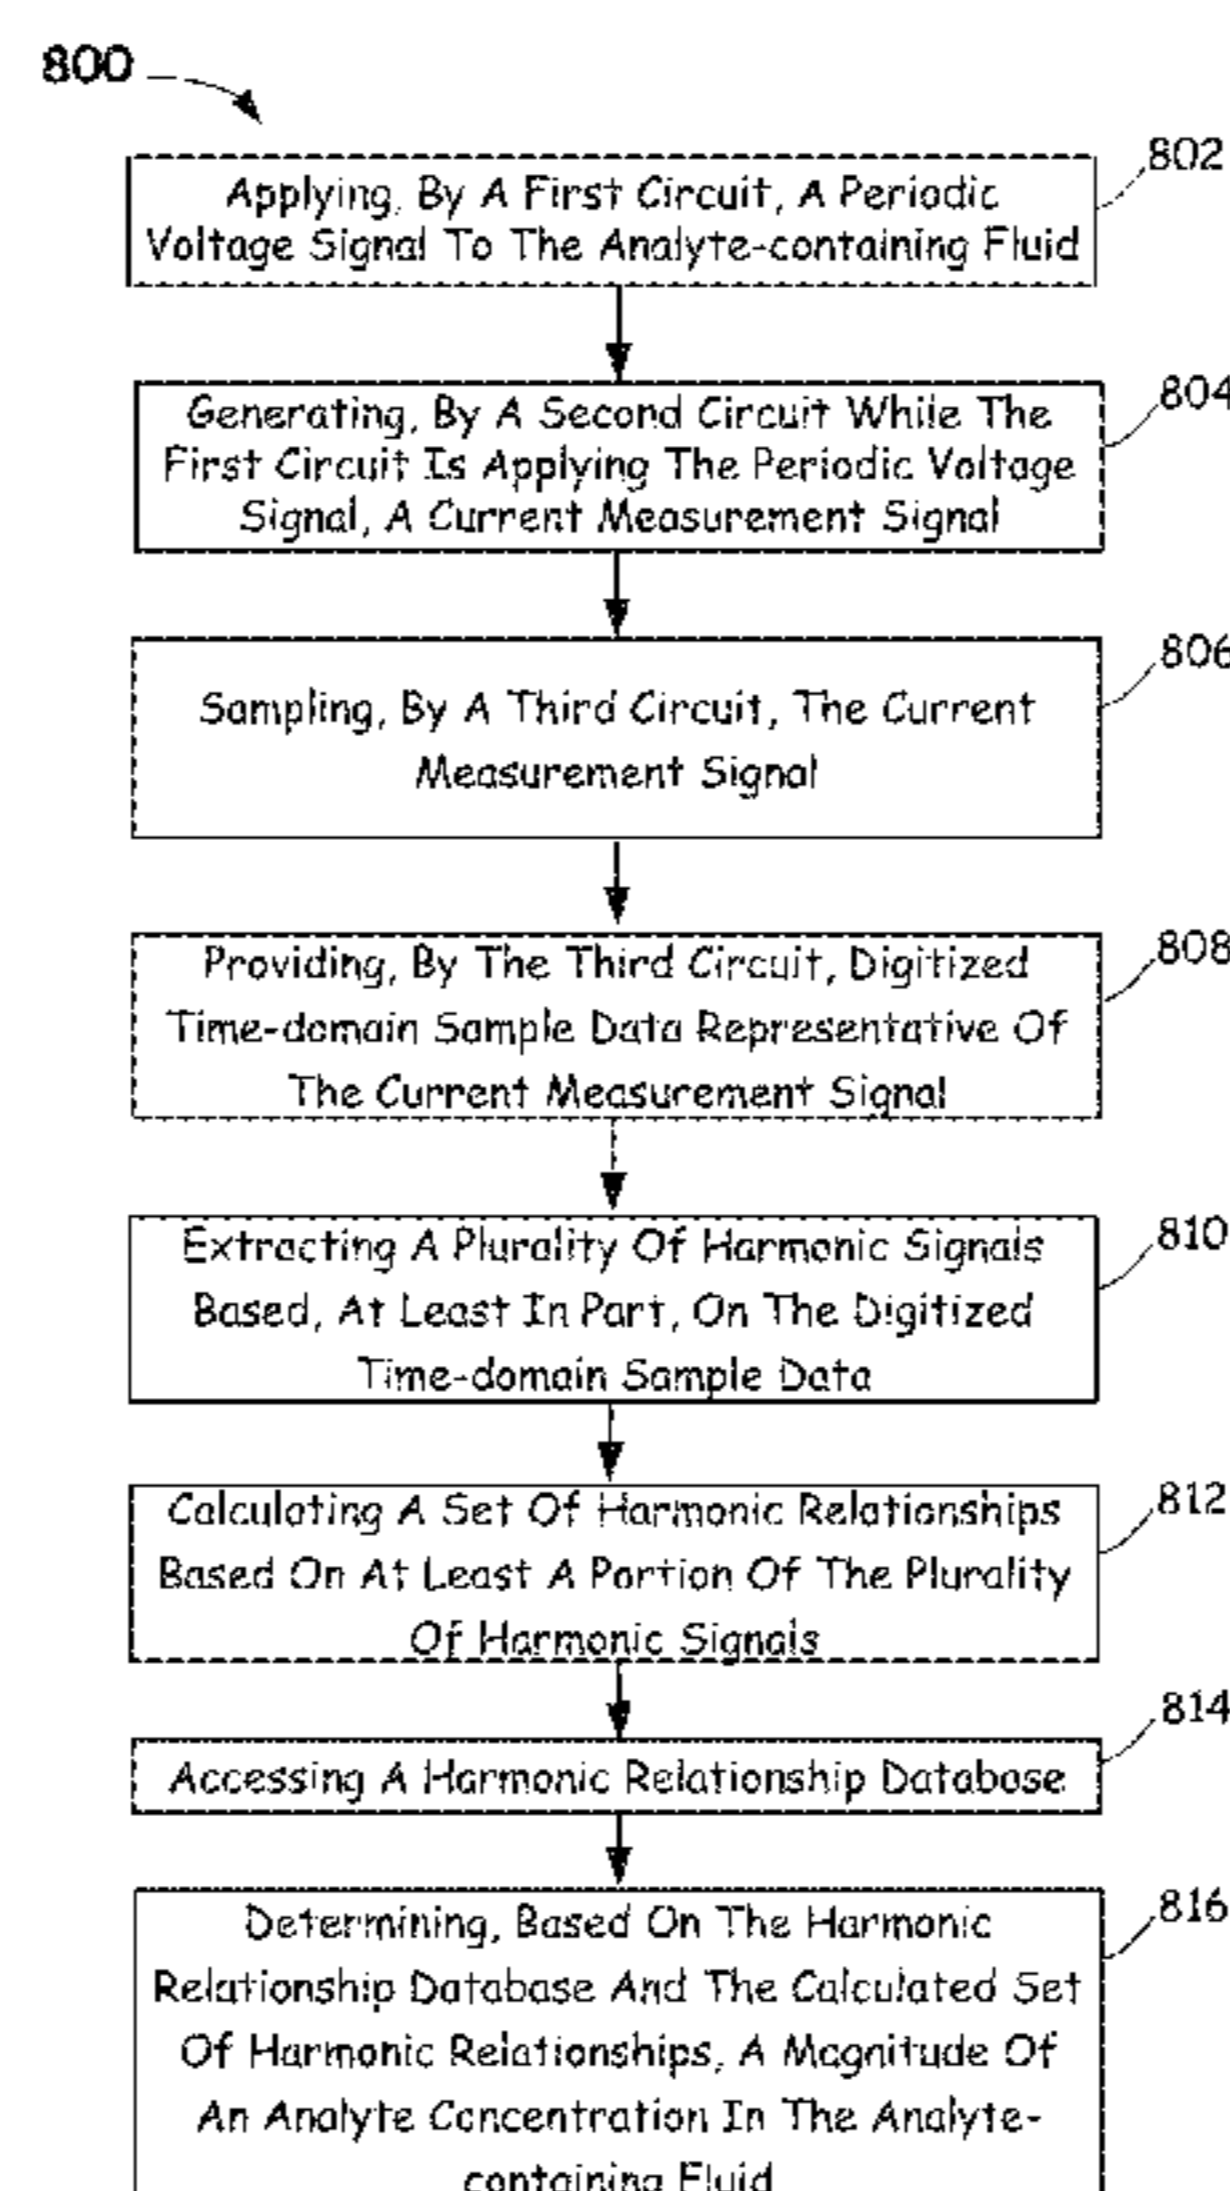 800
802
Applying, By A First Circuit, A Periodic
Voltage Signal To The Analyte-containing Fluid
804
Generating, By A Second Circuit While The
First Circuit Is Applying The Periodic Voltage
Signal, A Current Measurement Signal
806
Sampling, By A Third Circuit, The Current
Measurement Signal
808
Providing, By The Third Circuit, Digitized
Time-domain Sample Data Representative Of
The Current Measurement Signal
810
Extracting A Plurality Of Harmonic Signals
Based, At Least In Part, On The Digitized
Time-domain Sample Data
812
Calculating A Set Of Harmonic Relationships
Based On At Least A Portion Of The Plurality
Of Harmonic Signals
814
Accessing A Harmonic Relationship Database
816
Determining, Based On The Harmonic
Relationship Database And The Calculated Set
Of Harmonic Relationships, A Magnitude Of
An Analyte Concentration In The Analyte-
containing Fluid